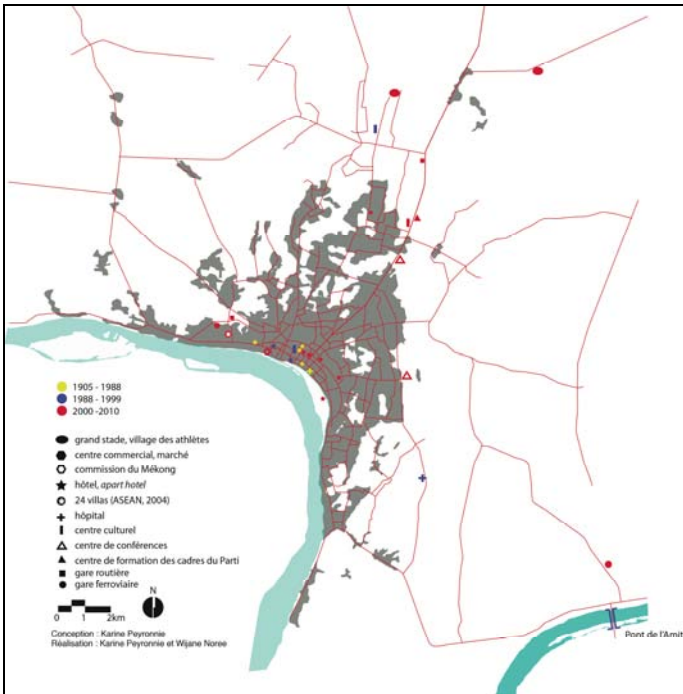 1905 - 1988
1988 - 1999
2000 -2010
grand stade, village des athlètes
centre commercial, marché
commission du Mékong
hôtel, apart hotel
24 villas (ASEAN, 2004)
hôpital
centre culturel
centre de conférences
centre de formation des cadres du Parti
gare routière
gare ferroviaire
N
0 1 2km
Conception : Karine Peyronnie
Réalisation : Karine Peyronnie et Wijane Noree
Pont de l'Amit